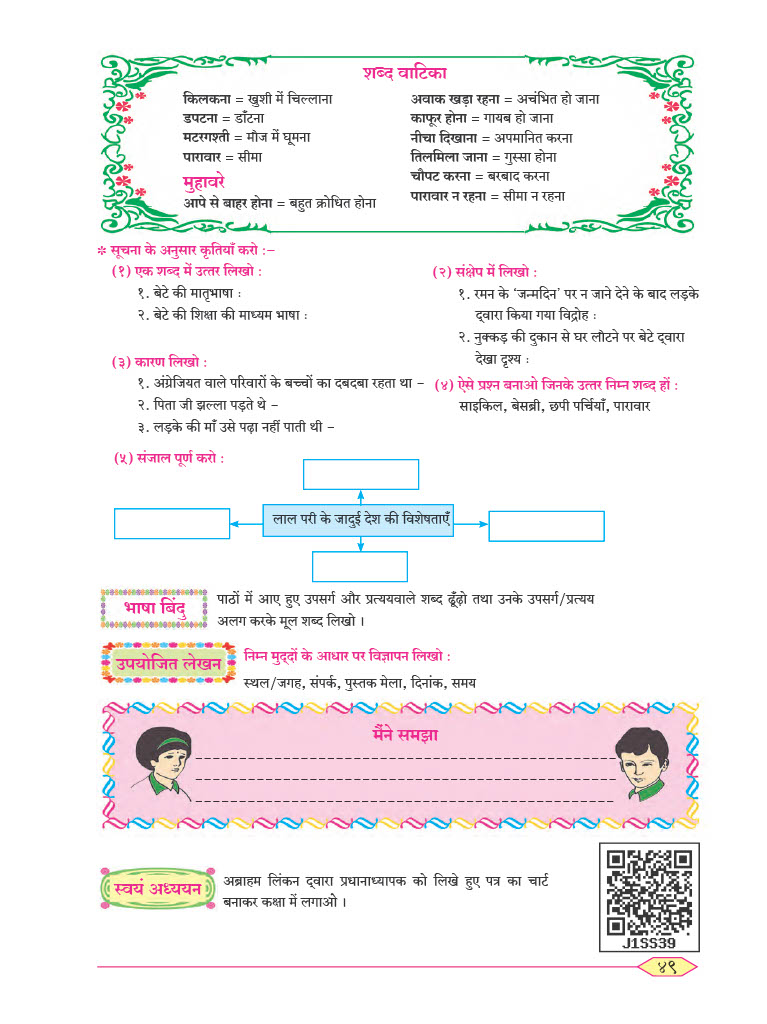 शब्द वाटिका
किलकना = खुशी में चिल्लाना
डपटना = डाँटना
मटरगश्ती = मौज में घूमना
पारावार = सीमा
मुहावरे
आपे से बाहर होना = बहुत क्रोधित होना
अवाक खड़ा रहना = अचंभित हो जाना
काफूर होना = गायब हो जाना
नीचा दिखाना = अपमानित करना
तिलमिला जाना = गुस्सा होना
चौपट करना = बरबाद करना
पारावार न रहना = सीमा न रहना
* सूचना के अनुसार कृतियाँ करो :–
(१) एक शब्द में उत्तर लिखो :
१. बेटे की मातृभाषा :
२. बेटे की शिक्षा की माध्यम भाषा :
(२) संक्षेप में लिखो :
१. रमन के ‘जन्मदिन’ पर न जाने देने के बाद लड़के
द्‌वारा किया गया विद्रोह :
२. नुक्कड़ की दुकान से घर लौटने पर बेटे द्‌वारा
देखा दृश्य :
(३) कारण लिखो :
१. अंग्रेजियत वाले परिवारों के बच्चों का दबदबा रहता था –
२. पिता जी झल्ला पड़ते थे –
३. लड़के की माँ उसे पढ़ा नहीं पाती थी –
(४) ऐसे प्रश्न बनाओ जिनके उत्तर निम्न शब्द हों :
साइकिल, बेसब्री, छपी पर्चियाँ, पारावार
(५) संजाल पूर्ण करो :
लाल परी के जादुई देश की विशेषताएँ
भाषा बिंदु
पाठों में आए हुए उपसर्ग और प्रत्ययवाले शब्द ढूँढ़ो तथा उनके उपसर्ग/प्रत्यय
अलग करके मूल शब्द लिखो ।
उपयोजित लेखन
निम्न मुद्‌दों के आधार पर विज्ञापन लिखो :
स्थल/जगह, संपर्क, पुस्तक मेला, दिनांक, समय
मैंने समझा
स्वयं अध्ययन
अब्राहम लिंकन द्‌वारा प्रधानाध्यापक को लिखे हुए पत्र का चार्ट
बनाकर कक्षा में लगाओ ।
J1SS39
४९